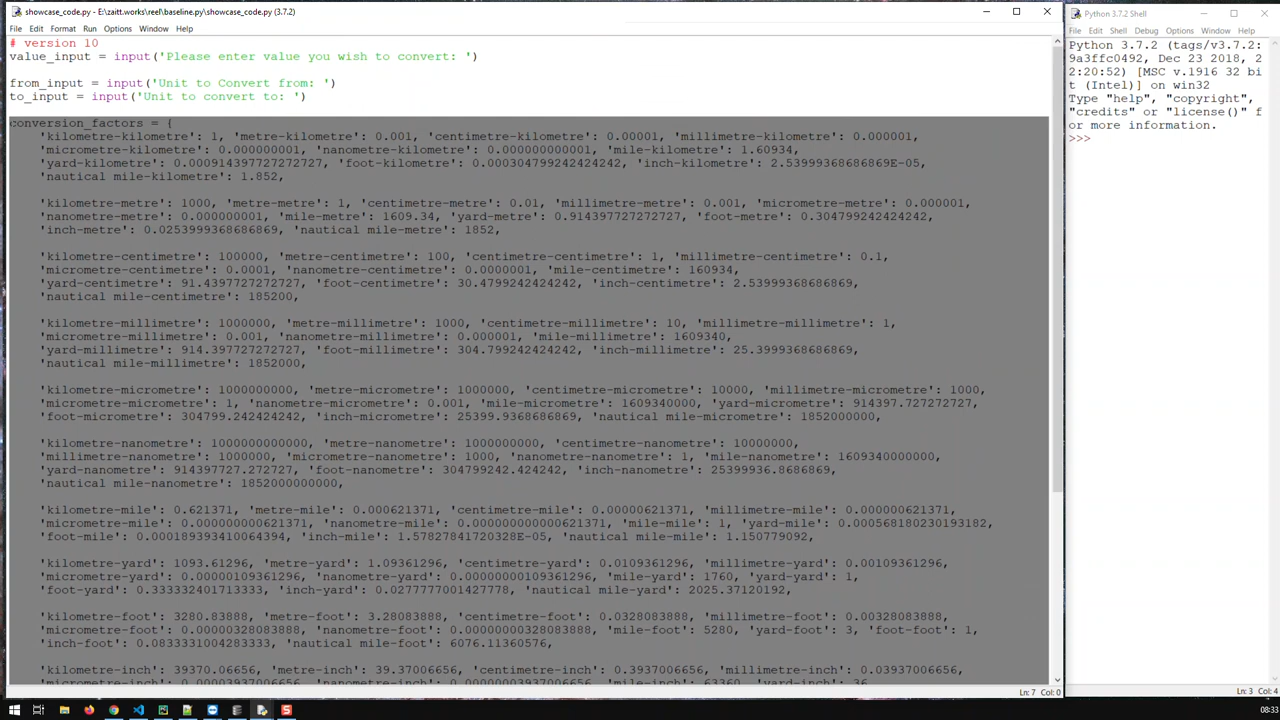 showcase_code.py - E:\zaitt.works\reel\baseline.py\showcase_code.py (3.7.2)
File Edit Format Run Options Window Help
# version 10
value_input = input('Please enter value you wish to convert: ')
from_input = input('Unit to Convert from: ')
to_input = input('Unit to convert to: ')
conversion_factors = {
'kilometre-kilometre': 1, 'metre-kilometre': 0.001, 'centimetre-kilometre': 0.00001, 'millimetre-kilometre': 0.000001,
'micrometre-kilometre': 0.000000001, 'nanometre-kilometre': 0.000000000001, 'mile-kilometre': 1.60934,
'yard-kilometre': 0.000914397727272727, 'foot-kilometre': 0.000304799242424242, 'inch-kilometre': 2.53999368686869E-05,
'nautical mile-kilometre': 1.852,
'kilometre-metre': 1000, 'metre-metre': 1, 'centimetre-metre': 0.01, 'millimetre-metre': 0.001, 'micrometre-metre': 0.000001,
'nanometre-metre': 0.000000001, 'mile-metre': 1609.34, 'yard-metre': 0.914397727272727, 'foot-metre': 0.304799242424242,
'inch-metre': 0.0253999368686869, 'nautical mile-metre': 1852,
'kilometre-centimetre': 100000, 'metre-centimetre': 100, 'centimetre-centimetre': 1, 'millimetre-centimetre': 0.1,
'micrometre-centimetre': 0.0001, 'nanometre-centimetre': 0.0000001, 'mile-centimetre': 160934,
'yard-centimetre': 91.4397727272727, 'foot-centimetre': 30.4799242424242, 'inch-centimetre': 2.53999368686869,
'nautical mile-centimetre': 185200,
'kilometre-millimetre': 1000000, 'metre-millimetre': 1000, 'centimetre-millimetre': 10, 'millimetre-millimetre': 1,
'micrometre-millimetre': 0.001, 'nanometre-millimetre': 0.000001, 'mile-millimetre': 1609340,
'yard-millimetre': 914.397727272727, 'foot-millimetre': 304.799242424242, 'inch-millimetre': 25.3999368686869,
'nautical mile-millimetre': 1852000,
'kilometre-micrometre': 1000000000, 'metre-micrometre': 1000000, 'centimetre-micrometre': 10000, 'millimetre-micrometre': 1000,
'micrometre-micrometre': 1, 'nanometre-micrometre': 0.001, 'mile-micrometre': 1609340000, 'yard-micrometre': 914397.727272727,
'foot-micrometre': 304799.242424242, 'inch-micrometre': 25399.9368686869, 'nautical mile-micrometre': 1852000000,
'kilometre-nanometre': 1000000000000, 'metre-nanometre': 1000000000, 'centimetre-nanometre': 10000000,
'millimetre-nanometre': 1000000, 'micrometre-nanometre': 1000, 'nanometre-nanometre': 1, 'mile-nanometre': 1609340000000,
'yard-nanometre': 914397727.272727, 'foot-nanometre': 304799242.424242, 'inch-nanometre': 25399936.8686869,
'nautical mile-nanometre': 1852000000000,
'kilometre-mile': 0.621371, 'metre-mile': 0.000621371, 'centimetre-mile': 0.00000621371, 'millimetre-mile': 0.000000621371,
'micrometre-mile': 0.000000000621371, 'nanometre-mile': 0.000000000000621371, 'mile-mile': 1, 'yard-mile': 0.000568180230193182,
'foot-mile': 0.000189393410064394, 'inch-mile': 1.57827841720328E-05, 'nautical mile-mile': 1.150779092,
'kilometre-yard': 1093.61296, 'metre-yard': 1.09361296, 'centimetre-yard': 0.0109361296, 'millimetre-yard': 0.00109361296,
'micrometre-yard': 0.00000109361296, 'nanometre-yard': 0.00000000109361296, 'mile-yard': 1760, 'yard-yard': 1,
'foot-yard': 0.333332401713333, 'inch-yard': 0.0277777001427778, 'nautical mile-yard': 2025.37120192,
'kilometre-foot': 3280.83888, 'metre-foot': 3.28083888, 'centimetre-foot': 0.0328083888, 'millimetre-foot': 0.00328083888,
'micrometre-foot': 0.00000328083888, 'nanometre-foot': 0.00000000328083888, 'mile-foot': 5280, 'yard-foot': 3, 'foot-foot': 1,
'inch-foot': 0.0833331004283333, 'nautical mile-foot': 6076.11360576,
'kilometre-inch': 39370.06656, 'metre-inch': 39.37006656, 'centimetre-inch': 0.3937006656, 'millimetre-inch': 0.03937006656,
Ln: 7 Col: 0
Python 3.7.2 Shell
File Edit Shell Debug Options Window Help
Python 3.7.2 (tags/v3.7.2:
9a3ffc0492, Dec 23 2018, 2
2:20:52) [MSC v.1916 32 bi
t (Intel)] on win32
Type "help", "copyright",
"credits" or "license()" f
or more information.
>>>
Ln: 3 Col: 4
08:33